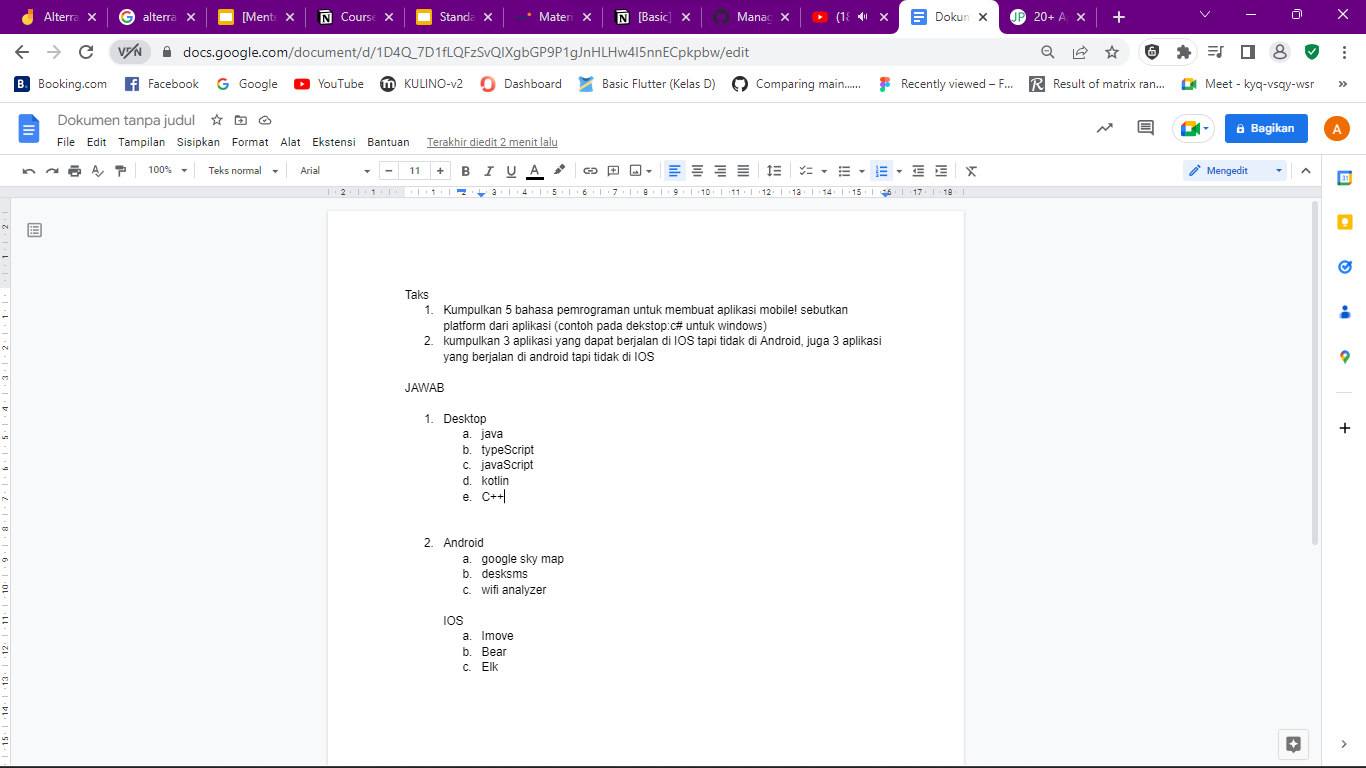 Alterra
alterra
[Mente
Course
Standa
Materi
[Basic]
Manag
(18
Dokun
JP
20+ A
VPN
docs.google.com/document/d/1D4Q_7D1fLQFzSvQIXgbGP9P1gJnHLHw4I5nnECpkpbw/edit
Booking.com
Facebook
Google
YouTube
KULINO-v2
Dashboard
Basic Flutter (Kelas D)
Comparing main......
Recently viewed – F...
Result of matrix ran...
Meet - kyq-vsqy-wsr
Dokumen tanpa judul
File Edit Tampilan Sisipkan Format Alat Ekstensi Bantuan Terakhir diedit 2 menit lalu
Bagikan
A
100% Teks normal Arial 11 B I U A Mengedit
Taks
1. Kumpulkan 5 bahasa pemrograman untuk membuat aplikasi mobile! sebutkan
platform dari aplikasi (contoh pada dekstop:c# untuk windows)
2. kumpulkan 3 aplikasi yang dapat berjalan di IOS tapi tidak di Android, juga 3 aplikasi
yang berjalan di android tapi tidak di IOS
JAWAB
1. Desktop
a. java
b. typeScript
c. javaScript
d. kotlin
e. C++
2. Android
a. google sky map
b. desksms
c. wifi analyzer
IOS
a. Imove
b. Bear
c. Elk